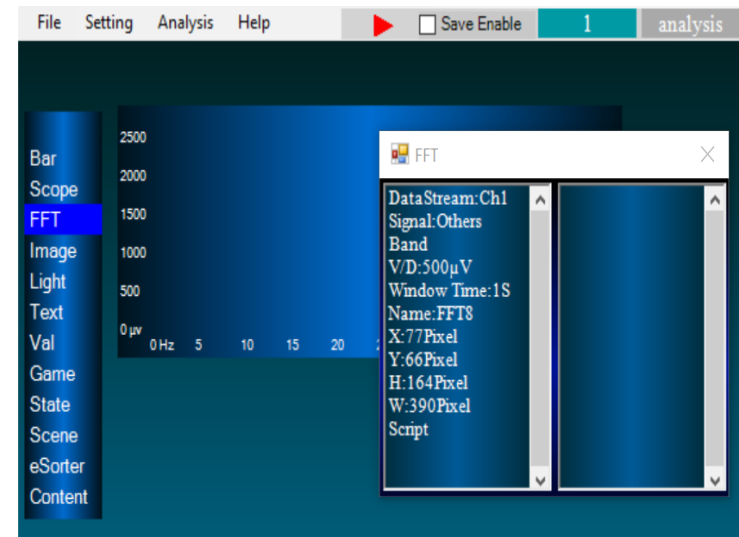 File Setting Analysis Help Save Enable 1 analysis
Bar
Scope
FFT
Image
Light
Text
Val
Game
State
Scene
eSorter
Content
2500
2000
1500
1000
500
0 µv
0 Hz 5 10 15 20
FFT
DataStream:Ch1
Signal:Others
Band
V/D:500µV
Window Time:1S
Name:FFT8
X:77Pixel
Y:66Pixel
H:164Pixel
W:390Pixel
Script